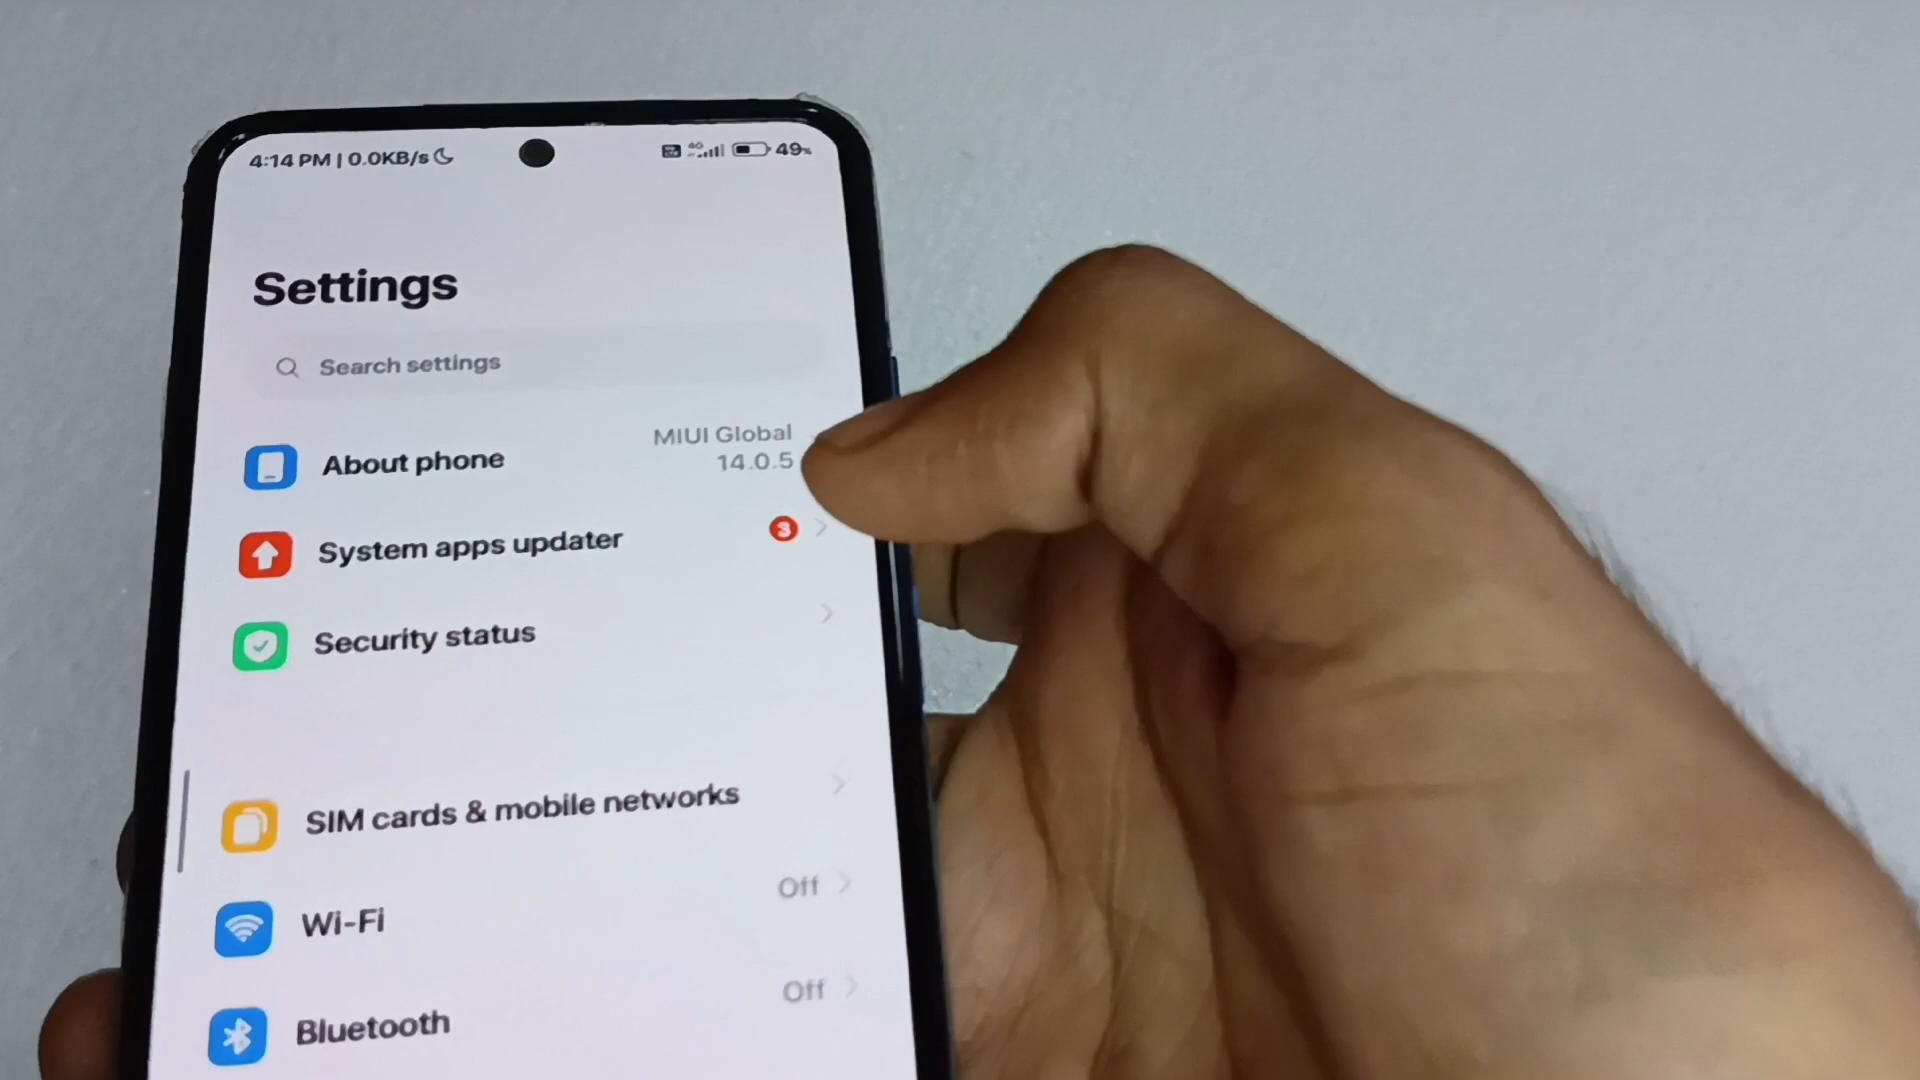 4:14 PM | 0.0KB/s 4G 49%
Settings
Search settings
About phone
MIUI Global
14.0.5
System apps updater 3
Security status
SIM cards & mobile networks
Wi-Fi Off
Bluetooth Off